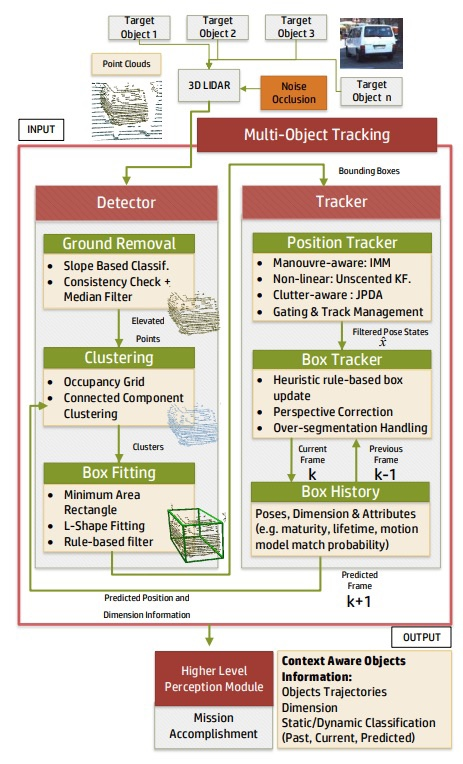 Target
Object 1
Target
Object 2
Target
Object 3
Point Clouds
3D LIDAR
Noise
Occlusion
Target
Object n
INPUT
Multi-Object Tracking
Bounding Boxes
Detector
Ground Removal
• Slope Based Classif.
• Consistency Check +
Median Filter
Elevated
Points
Clustering
• Occupancy Grid
• Connected Component
Clustering
Clusters
Box Fitting
• Minimum Area
Rectangle
• L-Shape Fitting
• Rule-based filter
Tracker
Position Tracker
• Manouvre-aware: IMM
• Non-linear: Unscented KF.
• Clutter-aware : JPDA
• Gating & Track Management
Filtered Pose States
x̂
Box Tracker
• Heuristic rule-based box
update
• Perspective Correction
• Over-segmentation Handling
Current
Frame
k
Previous
Frame
k-1
Box History
Poses, Dimension & Attributes
(e.g. maturity, lifetime, motion
model match probability)
Predicted Position and
Dimension Information
Predicted
Frame
k+1
OUTPUT
Higher Level
Perception Module
Mission
Accomplishment
Context Aware Objects
Information:
Objects Trajectories
Dimension
Static/Dynamic Classification
(Past, Current, Predicted)